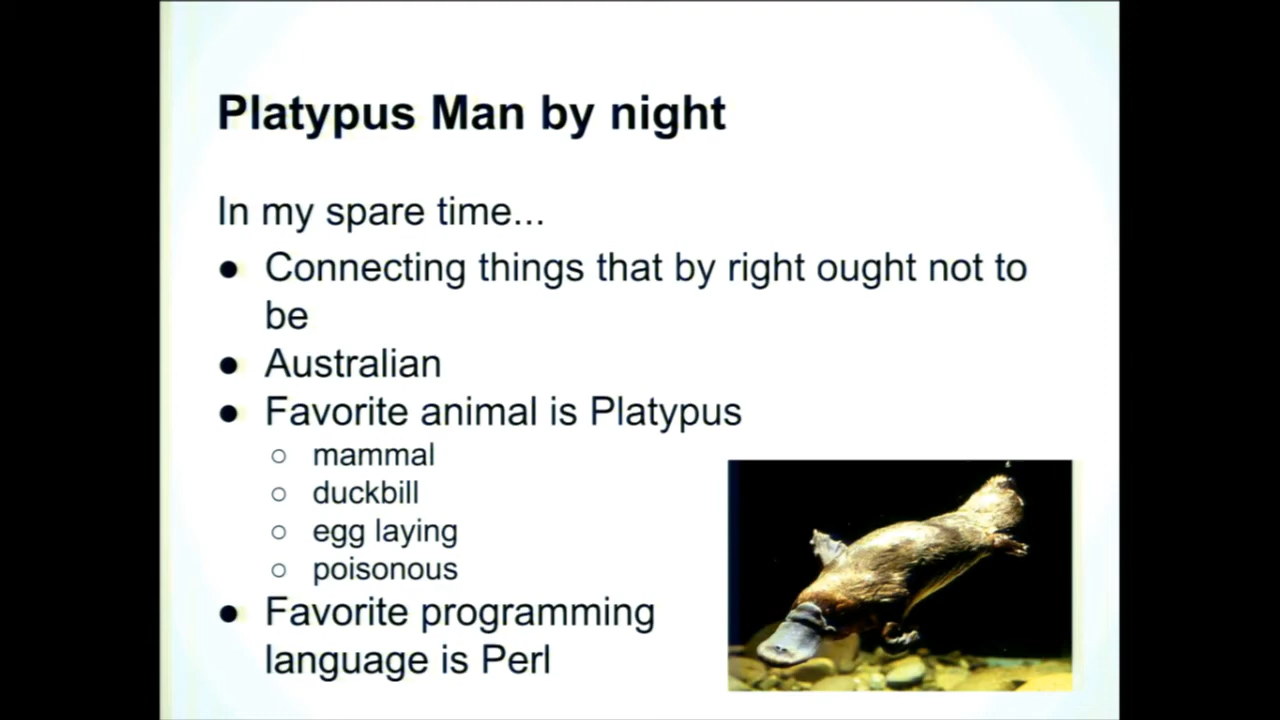 Platypus Man by night
In my spare time...
● Connecting things that by right ought not to
be
● Australian
● Favorite animal is Platypus
○ mammal
○ duckbill
○ egg laying
○ poisonous
● Favorite programming
language is Perl